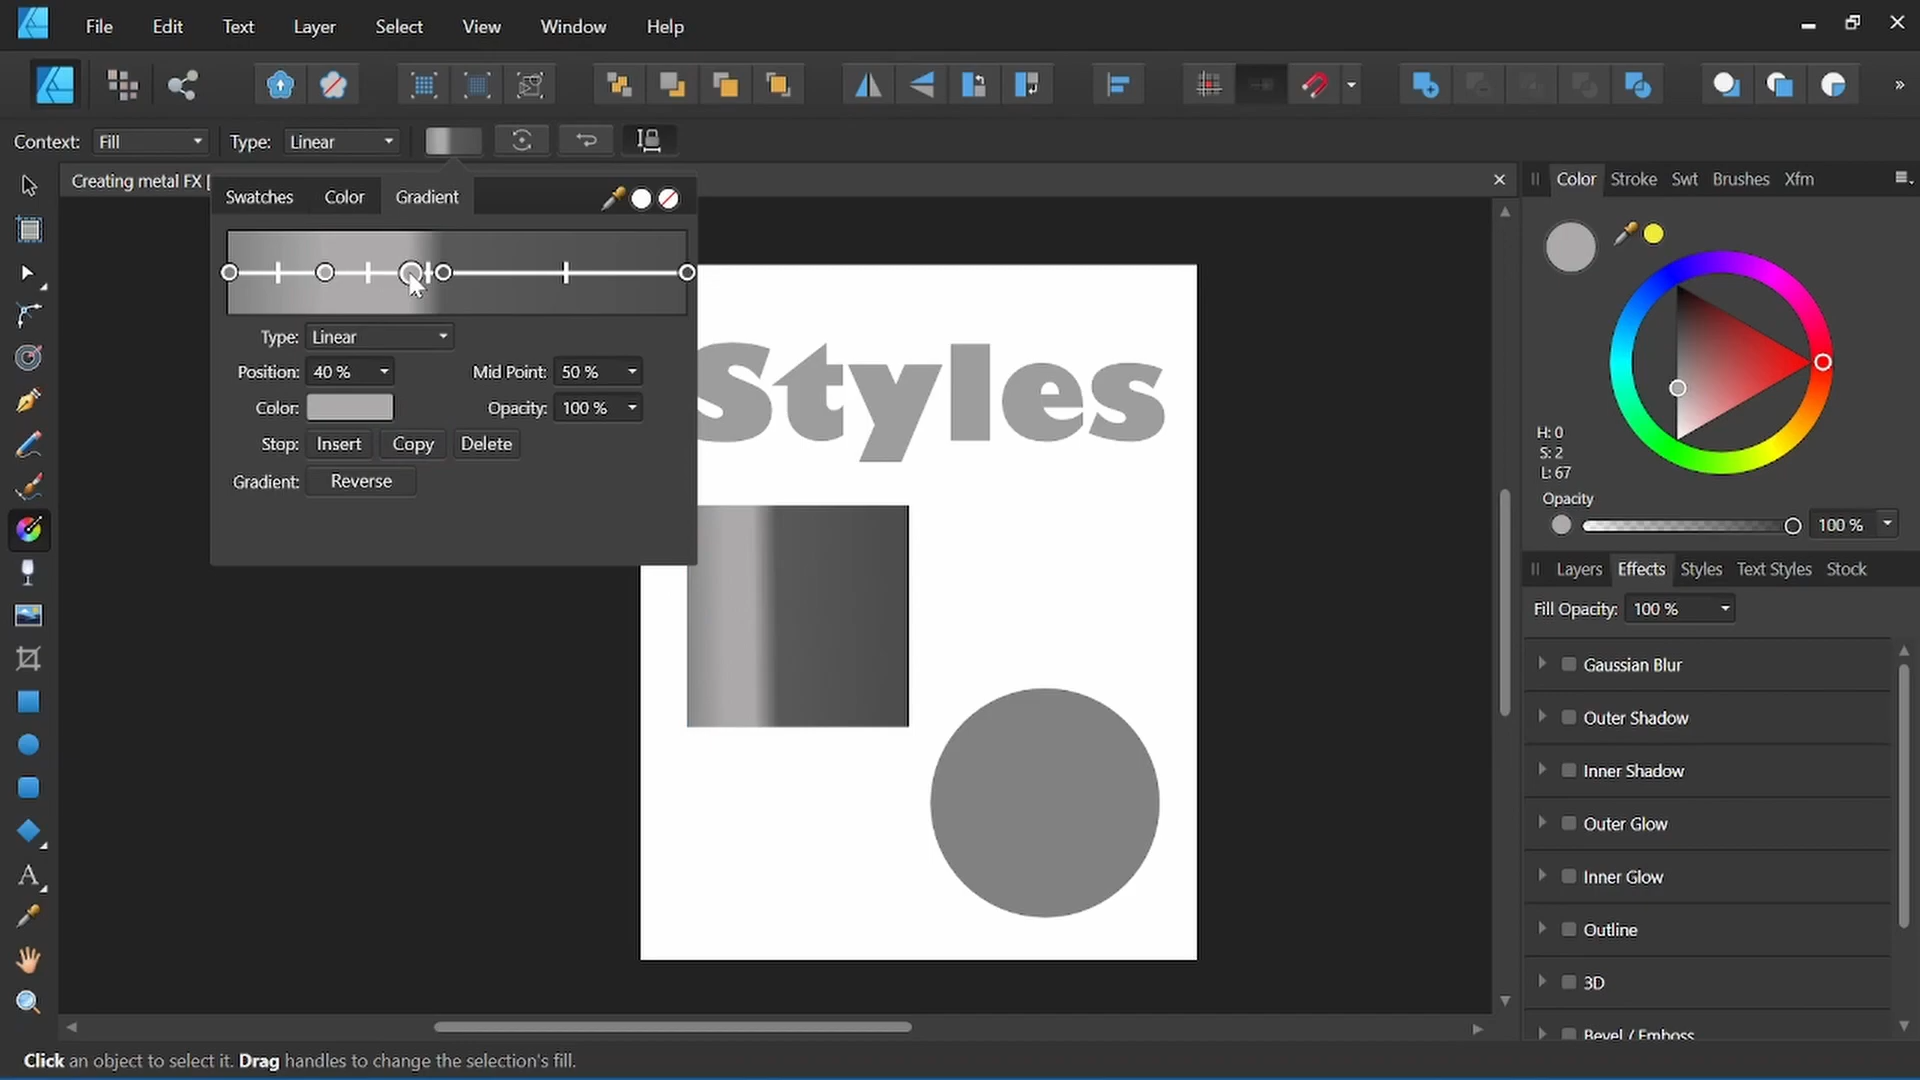 File Edit Text Layer Select View Window Help
Context: Fill Type: Linear
Creating metal FX [
Swatches Color Gradient
Type: Linear
Position: 40 % Mid Point: 50 %
Color: Opacity: 100 %
Stop: Insert Copy Delete
Gradient: Reverse
Styles
Color Stroke Swt Brushes Xfm
H: 0
S: 2
L: 67
Opacity
100 %
Layers Effects Styles Text Styles Stock
Fill Opacity: 100 %
Gaussian Blur
Outer Shadow
Inner Shadow
Outer Glow
Inner Glow
Outline
3D
Bevel / Emboss
Click an object to select it. Drag handles to change the selection's fill.